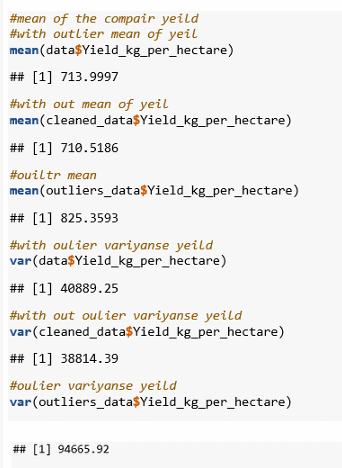 #mean of the compair yeild
#with outlier mean of yeil
mean(data$Yield_kg_per_hectare)
## [1] 713.9997
#with out mean of yeil
mean(cleaned_data$Yield_kg_per_hectare)
## [1] 710.5186
#ouiltr mean
mean(outliers_data$Yield_kg_per_hectare)
## [1] 825.3593
#with oulier variyanse yeild
var(data$Yield_kg_per_hectare)
## [1] 40889.25
#with out oulier variyanse yeild
var(cleaned_data$Yield_kg_per_hectare)
## [1] 38814.39
#oulier variyanse yeild
var(outliers_data$Yield_kg_per_hectare)
## [1] 94665.92